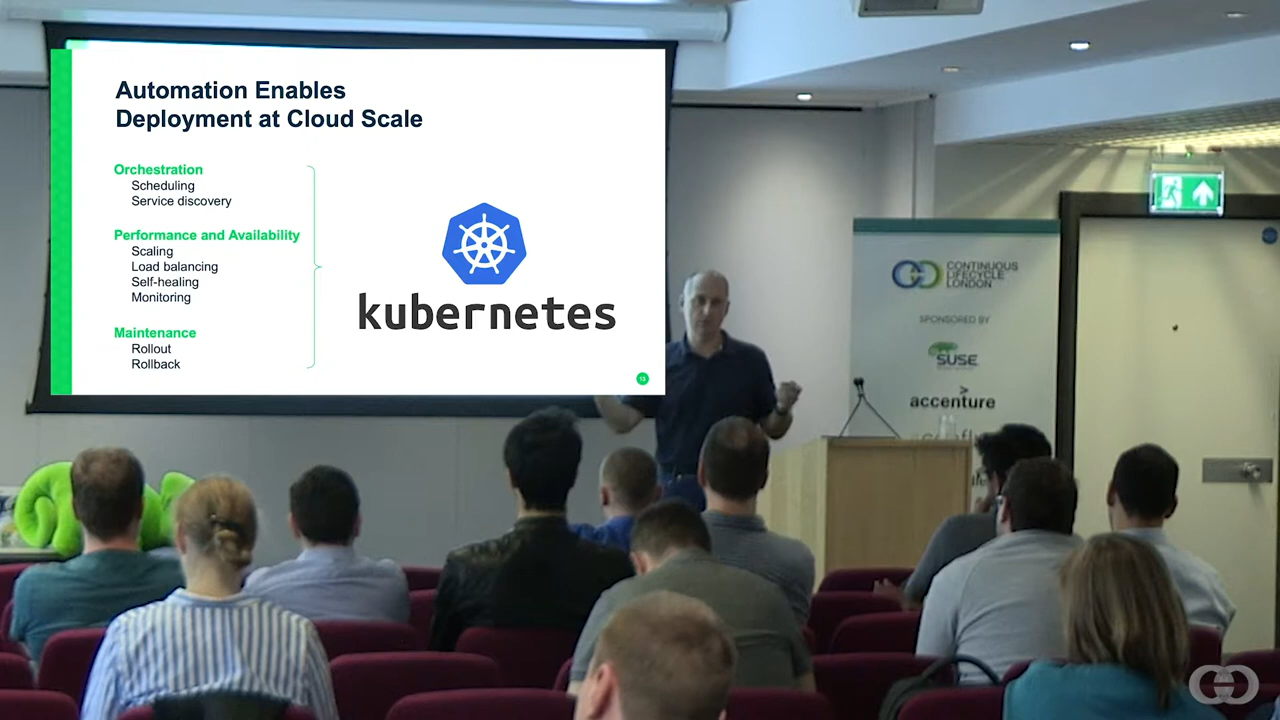 Automation Enables
Deployment at Cloud Scale
Orchestration
Scheduling
Service discovery
Performance and Availability
Scaling
Load balancing
Self-healing
Monitoring
Maintenance
Rollout
Rollback
kubernetes
13
CONTINUOUS
LIFECYCLE
LONDON
SPONSORED BY
SUSE
accenture